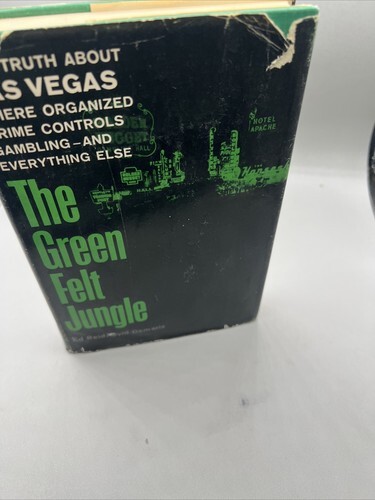 TRUTH ABOUT
AS VEGAS
HERE ORGANIZED
RIME CONTROLS
GAMBLING—AND
EVERYTHING ELSE
HOTEL
APACHE
The
Green
Felt
Jungle